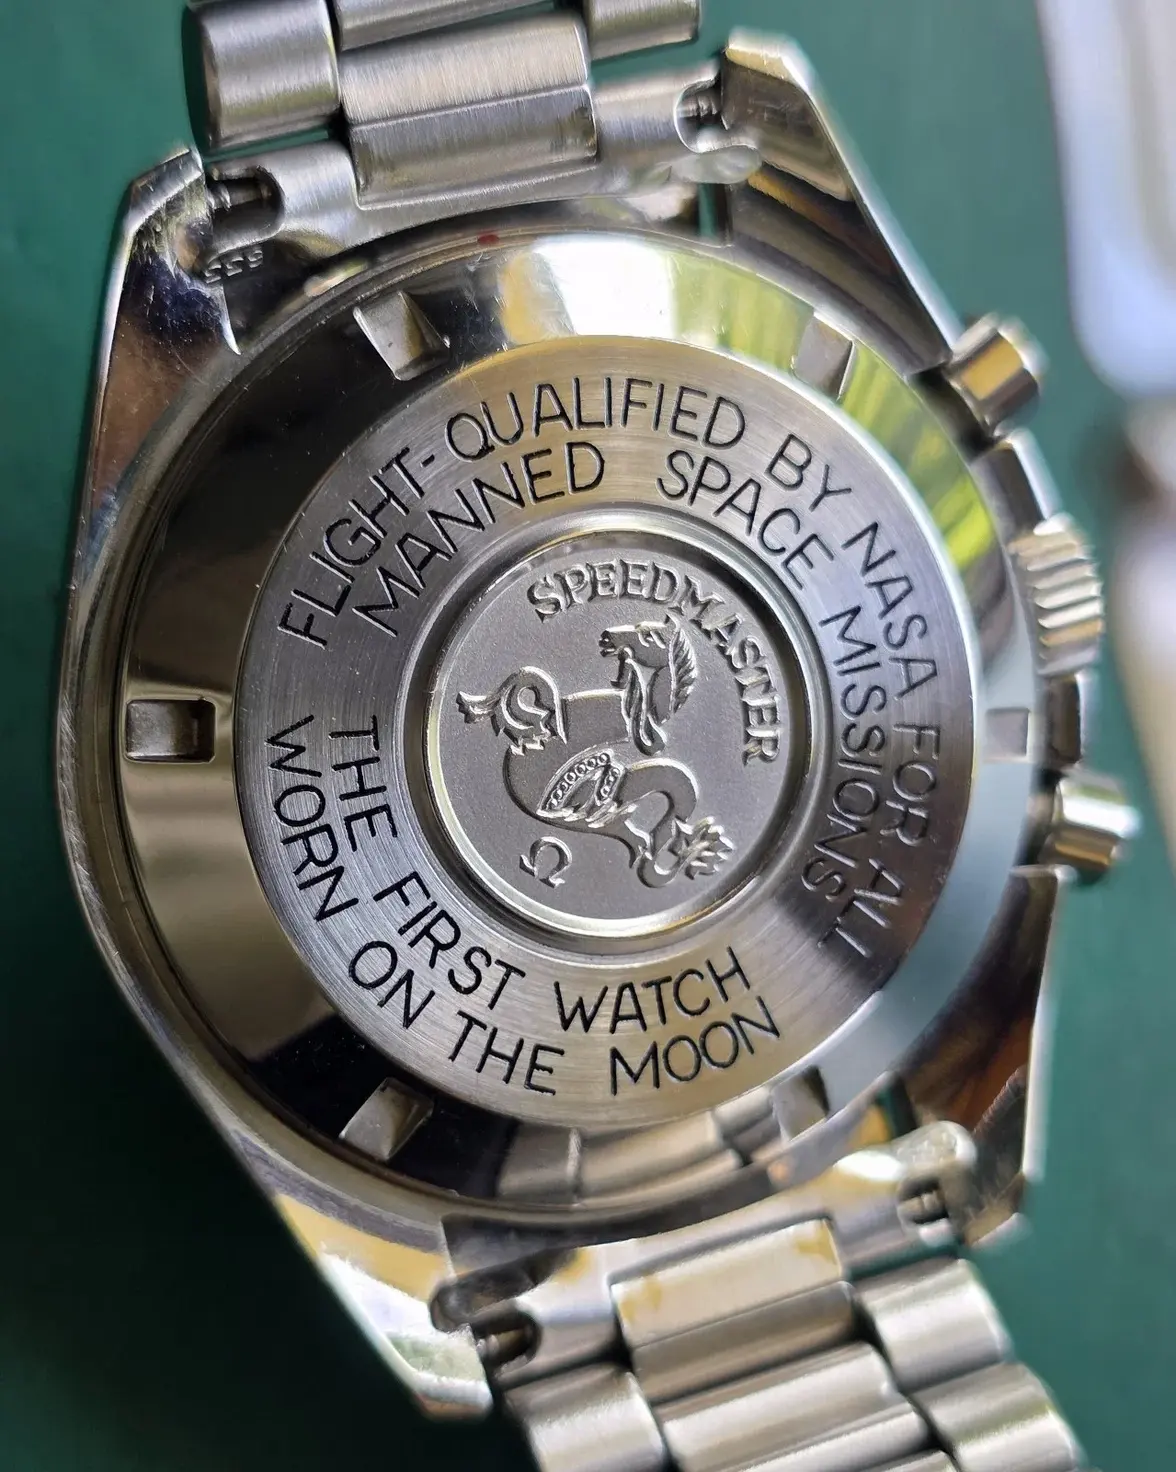 FLIGHT-QUALIFIED BY NASA FOR ALL
MANNED SPACE MISSIONS
THE FIRST WATCH
WORN ON THE MOON
SPEEDMASTER
Ω